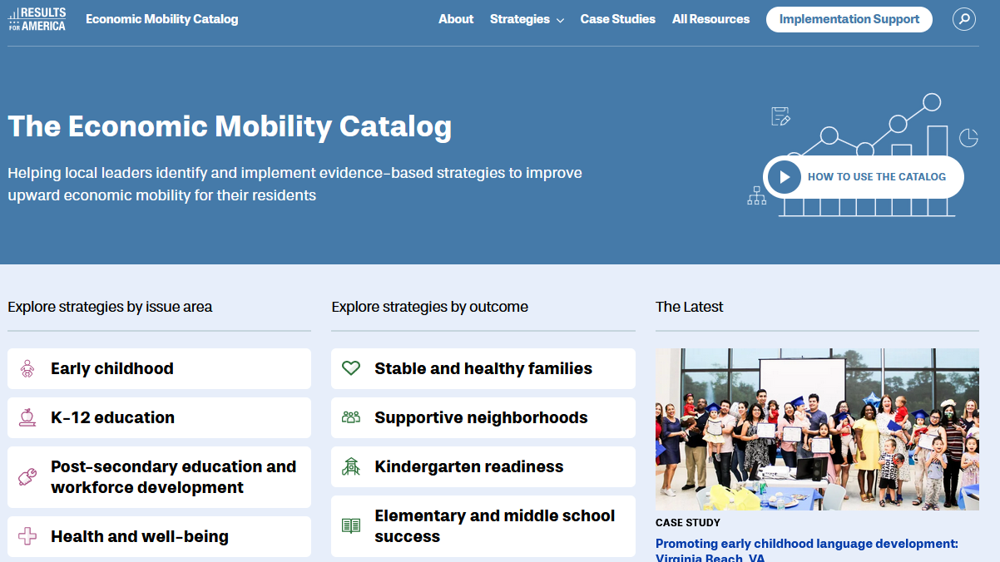 RESULTS
FOR AMERICA
Economic Mobility Catalog
About
Strategies
Case Studies
All Resources
Implementation Support
The Economic Mobility Catalog
Helping local leaders identify and implement evidence-based strategies to improve
upward economic mobility for their residents
HOW TO USE THE CATALOG
Explore strategies by issue area
Early childhood
K-12 education
Post-secondary education and
workforce development
Health and well-being
Explore strategies by outcome
Stable and healthy families
Supportive neighborhoods
Kindergarten readiness
Elementary and middle school
success
The Latest
CASE STUDY
Promoting early childhood language development:
Virginia Beach, VA